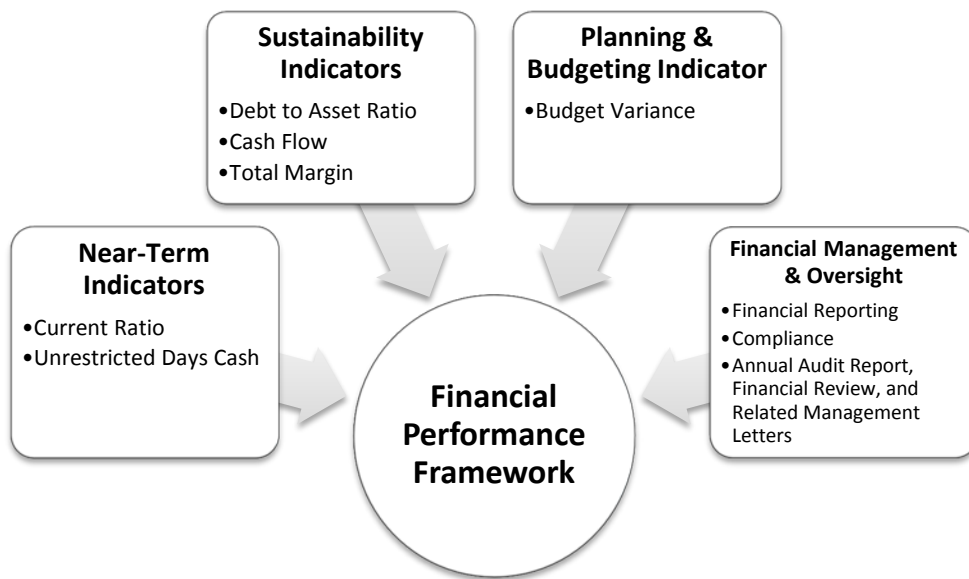 Sustainability
Indicators
•Debt to Asset Ratio
•Cash Flow
•Total Margin
Planning &
Budgeting Indicator
•Budget Variance
Near-Term
Indicators
•Current Ratio
•Unrestricted Days Cash
Financial Management
& Oversight
•Financial Reporting
•Compliance
•Annual Audit Report,
Financial Review, and
Related Management
Letters
Financial
Performance
Framework